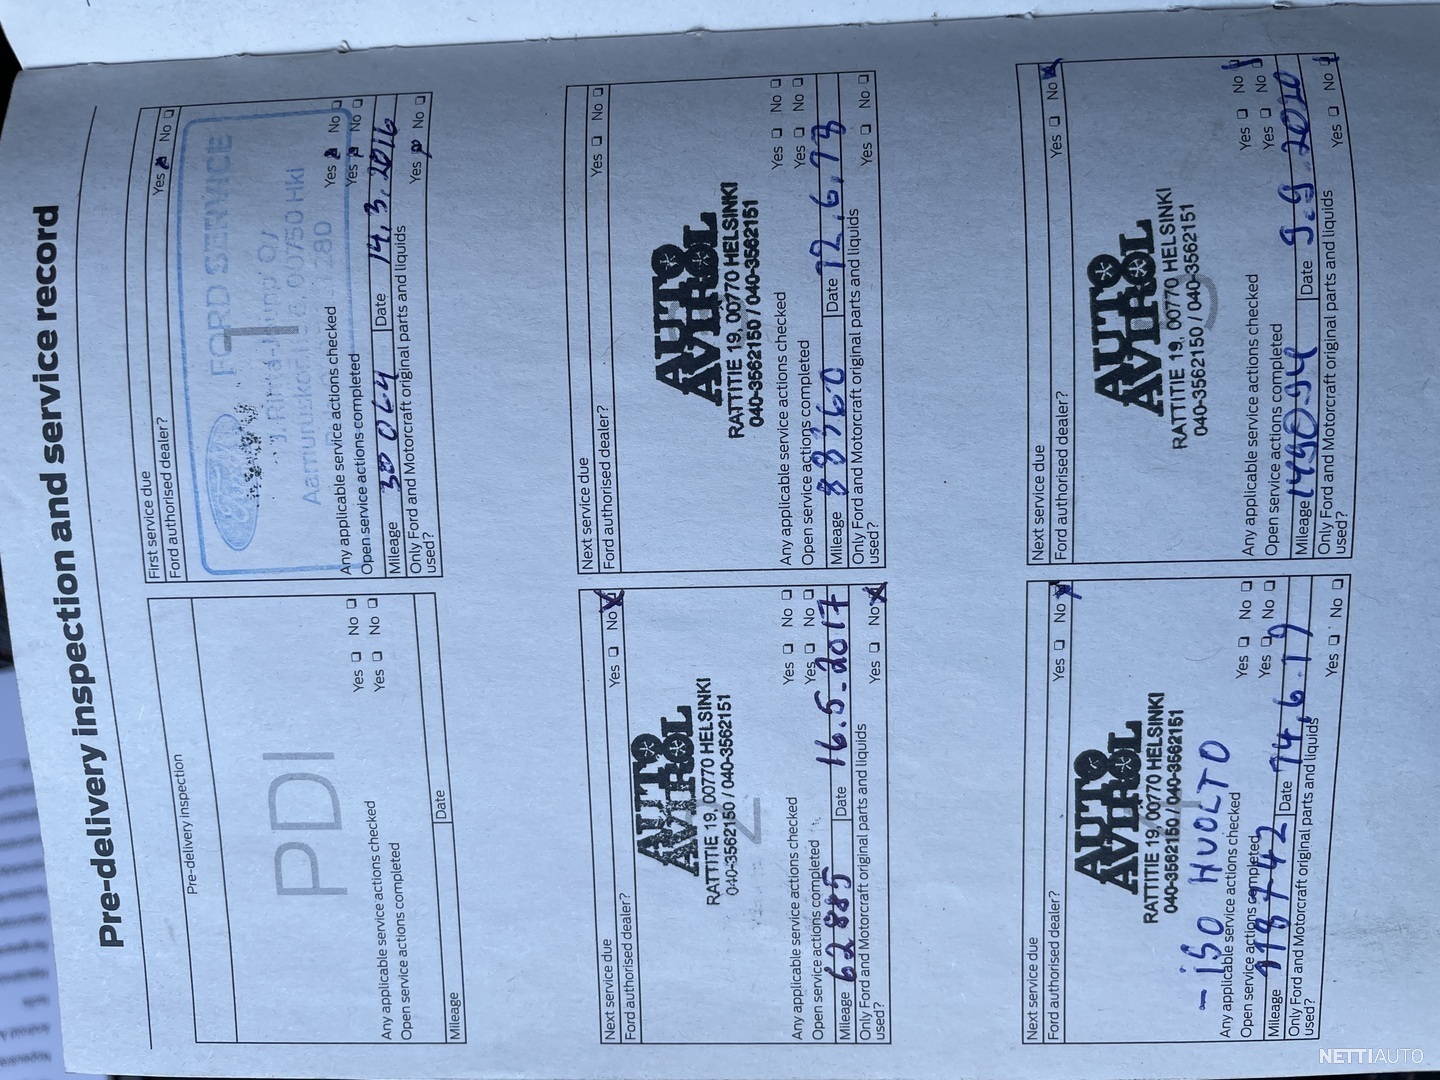 Pre-delivery inspection and service record
Pre-delivery inspection
PDI
Any applicable service actions checked Yes No
Open service actions completed Yes No
Mileage Date
First service due
Ford authorised dealer? Yes No
FORD SERVICE
1
00750 HKI
280
Any applicable service actions checked Yes No
Open service actions completed Yes No
Mileage 30064 Date 14.3.2016
Only Ford and Motorcraft original parts and liquids Yes No
used?
Next service due
Ford authorised dealer? Yes No X
AUTO
AVIROL
RATTITIE 19, 00770 HELSINKI
040-3562150 / 040-3562151
2
Any applicable service actions checked Yes No
Open service actions completed Yes No
Mileage 62885 Date 16.5.2017
Only Ford and Motorcraft original parts and liquids Yes No X
used?
Next service due
Ford authorised dealer? Yes No
AUTO
AVIROL
RATTITIE 19, 00770 HELSINKI
040-3562150 / 040-3562151
Any applicable service actions checked Yes No
Open service actions completed Yes No
Mileage 88360 Date
Only Ford and Motorcraft original parts and liquids Yes No
used?
Next service due
Ford authorised dealer? Yes No
AUTO
AVIROL
RATTITIE 19, 00770 HELSINKI
040-3562150 / 040-3562151
- ISO HUOLTO
Any applicable service actions checked Yes No
Open service actions completed Yes No
Mileage 118742 Date
Only Ford and Motorcraft original parts and liquids Yes No
used?
Next service due
Ford authorised dealer? Yes No
AUTO
AVIROL
RATTITIE 19, 00770 HELSINKI
040-3562150 / 040-3562151
Any applicable service actions checked Yes No
Open service actions completed Yes No
Mileage Date 9.9.2020
Only Ford and Motorcraft original parts and liquids Yes No
used?
NETTIAUTO